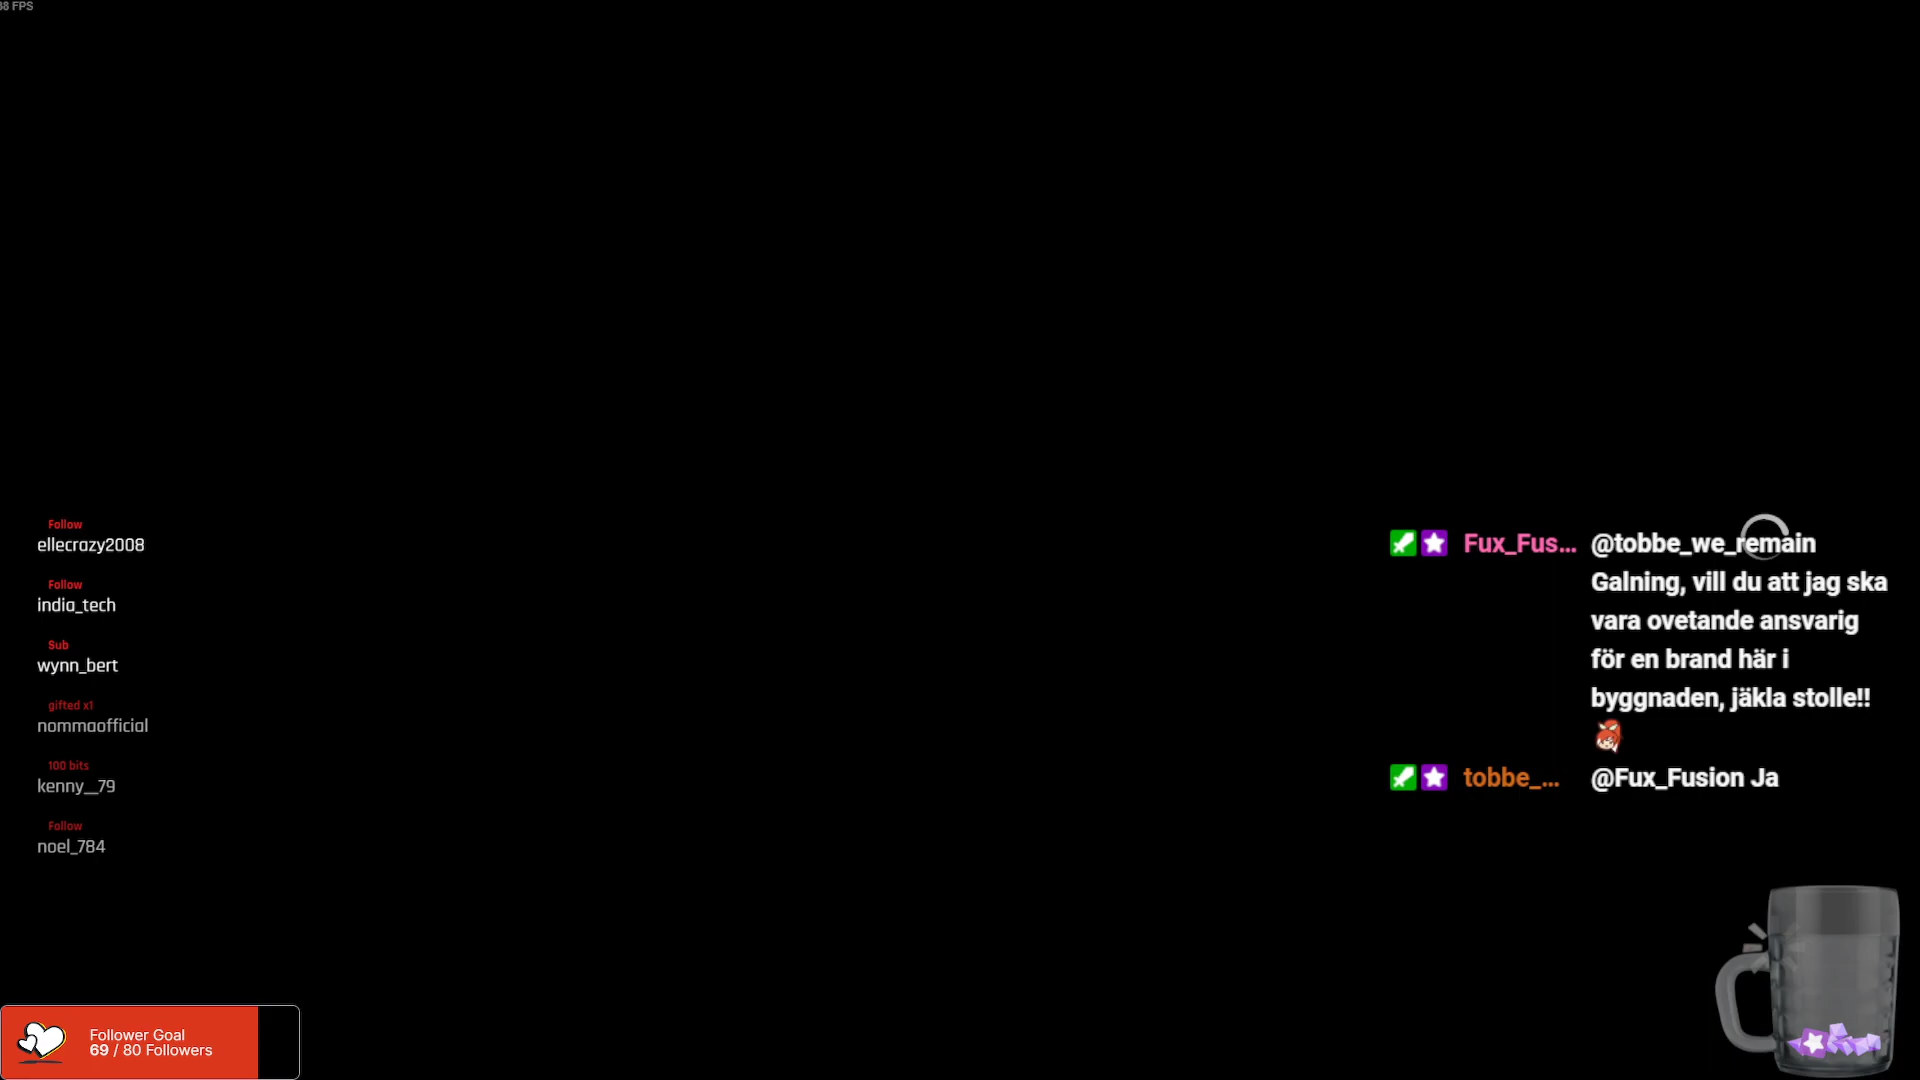 FPS
Follow
ellecrazy2008
Follow
india_tech
Sub
wynn_bert
gifted x1
nommaofficial
100 bits
kenny__79
Follow
noel_784
Follower Goal
69 / 80 Followers
Fux_Fus... @tobbe_we_remain
Galning, vill du att jag ska
vara ovetande ansvarig
för en brand här i
byggnaden, jäkla stolle!!
tobbe_... @Fux_Fusion Ja